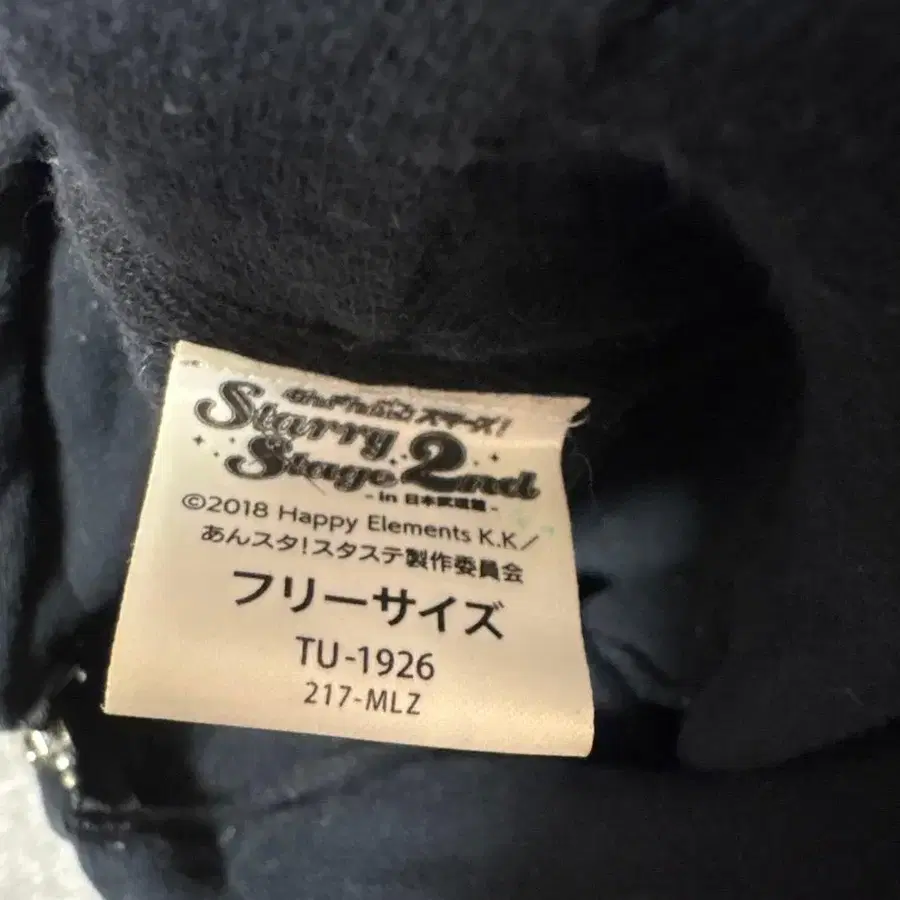 あんさんぶるスターズ!
Starry
Stage 2nd
- in 日本武道館 -
©2018 Happy Elements K.K/
あんスタ!スタステ製作委員会
フリーサイズ
TU-1926
217-MLZ